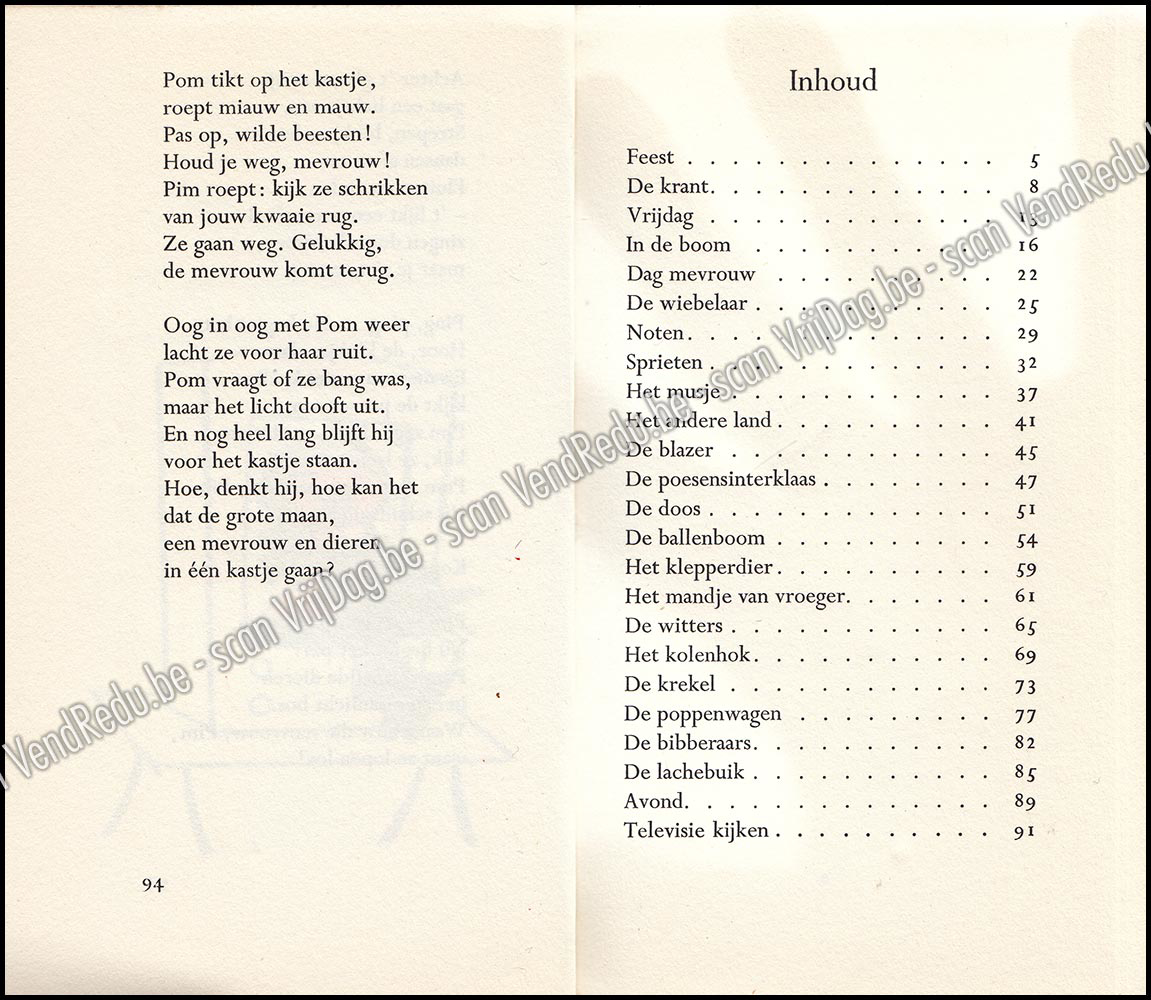 Pom tikt op het kastje,
roept miauw en mauw.
Pas op, wilde beesten!
Houd je weg, mevrouw!
Pim roept: kijk ze schrikken
van jouw kwaaie rug.
Ze gaan weg. Gelukkig,
de mevrouw komt terug.

Oog in oog met Pom weer
lacht ze voor haar ruit.
Pom vraagt of ze bang was,
maar het licht dooft uit.
En nog heel lang blijft hij
voor het kastje staan.
Hoe, denkt hij, hoe kan het
dat de grote maan,
een mevrouw en dieren
in één kastje gaan?

94

Inhoud

Feest . . . . . . . . . . . . . . 5
De krant. . . . . . . . . . . . . 8
Vrijdag . . . . . . . . . . . . . 13
In de boom . . . . . . . . . . . 16
Dag mevrouw . . . . . . . . . . 22
De wiebelaar . . . . . . . . . . . 25
Noten. . . . . . . . . . . . . . 29
Sprieten . . . . . . . . . . . . . 32
Het musje . . . . . . . . . . . . 37
Het andere land . . . . . . . . . . 41
De blazer . . . . . . . . . . . . 45
De poesensinterklaas . . . . . . . . 47
De doos . . . . . . . . . . . . . 51
De ballenboom . . . . . . . . . . 54
Het klepperdier . . . . . . . . . . 59
Het mandje van vroeger. . . . . . . 61
De witters . . . . . . . . . . . . 65
Het kolenhok. . . . . . . . . . . 69
De krekel . . . . . . . . . . . . 73
De poppenwagen . . . . . . . . . 77
De bibberaars. . . . . . . . . . . 82
De lachebuik . . . . . . . . . . . 85
Avond. . . . . . . . . . . . . . 89
Televisie kijken . . . . . . . . . . 91

VendRedu.be - scan VrijDag.be - scan VendRedu.be - scan VrijDag.be - scan VendRedu